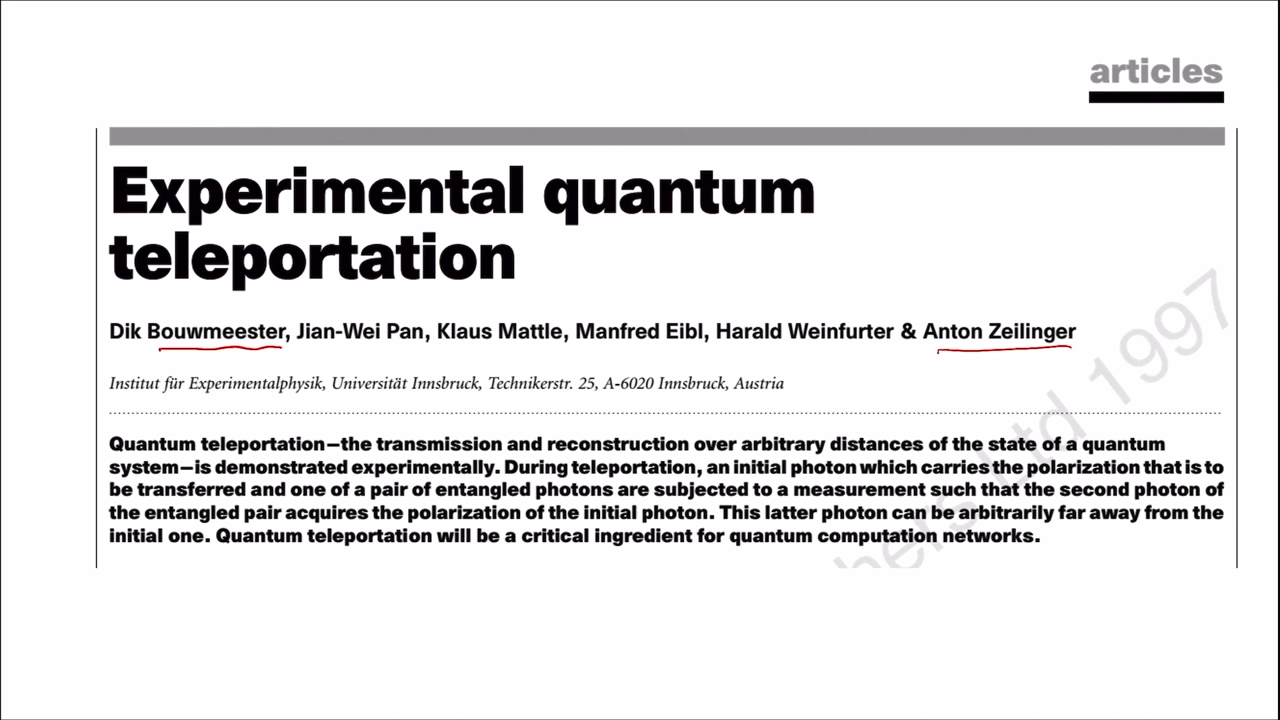 articles
Experimental quantum
teleportation
Dik Bouwmeester, Jian-Wei Pan, Klaus Mattle, Manfred Eibl, Harald Weinfurter & Anton Zeilinger
Institut für Experimentalphysik, Universität Innsbruck, Technikerstr. 25, A-6020 Innsbruck, Austria
Quantum teleportation—the transmission and reconstruction over arbitrary distances of the state of a quantum
system—is demonstrated experimentally. During teleportation, an initial photon which carries the polarization that is to
be transferred and one of a pair of entangled photons are subjected to a measurement such that the second photon of
the entangled pair acquires the polarization of the initial photon. This latter photon can be arbitrarily far away from the
initial one. Quantum teleportation will be a critical ingredient for quantum computation networks.
Ltd 1997